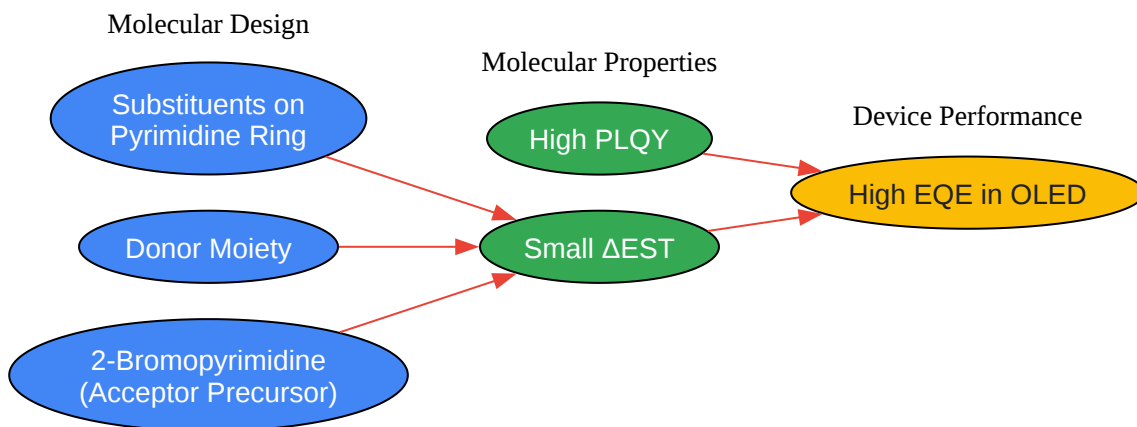 Molecular Design
Substituents on
Pyrimidine Ring
Donor Moiety
2-Bromopyrimidine
(Acceptor Precursor)
Molecular Properties
High PLQY
Small ΔEST
Device Performance
High EQE in OLED